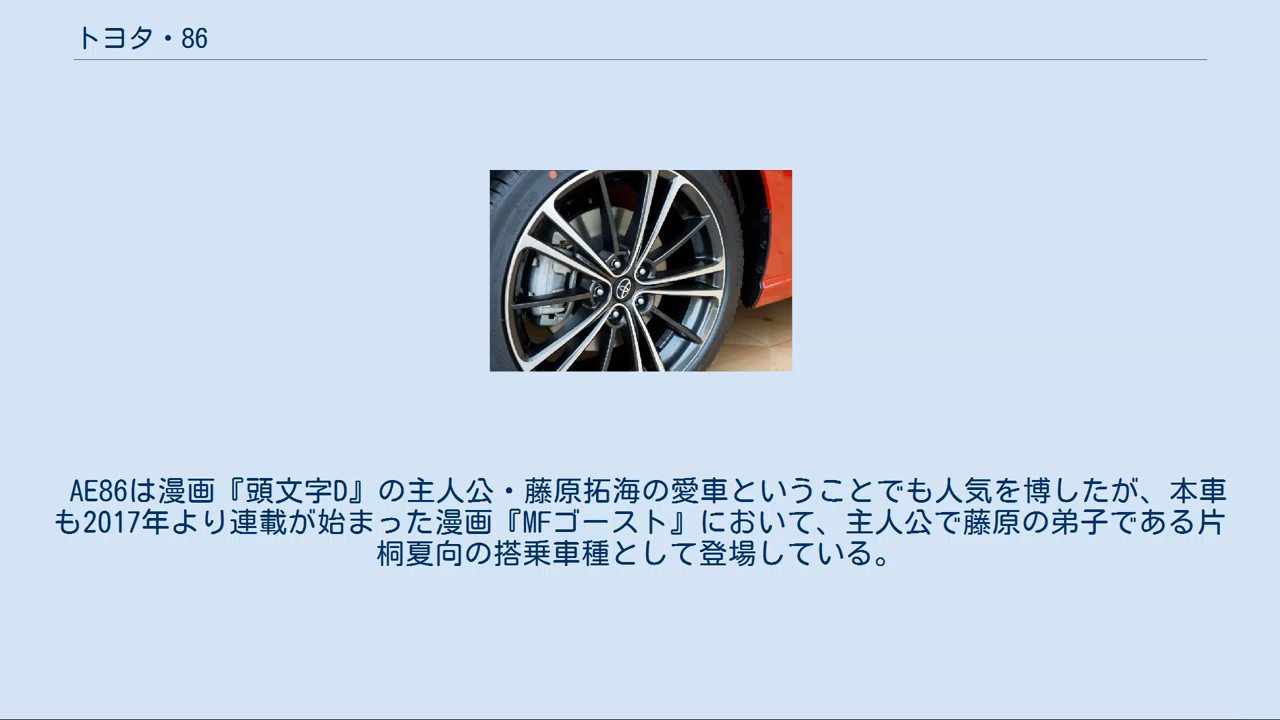 トヨタ・86
AE86は漫画『頭文字D』の主人公・藤原拓海の愛車ということでも人気を博したが、本車
も2017年より連載が始まった漫画『MFゴースト』において、主人公で藤原の弟子である片
桐夏向の搭乗車種として登場している。